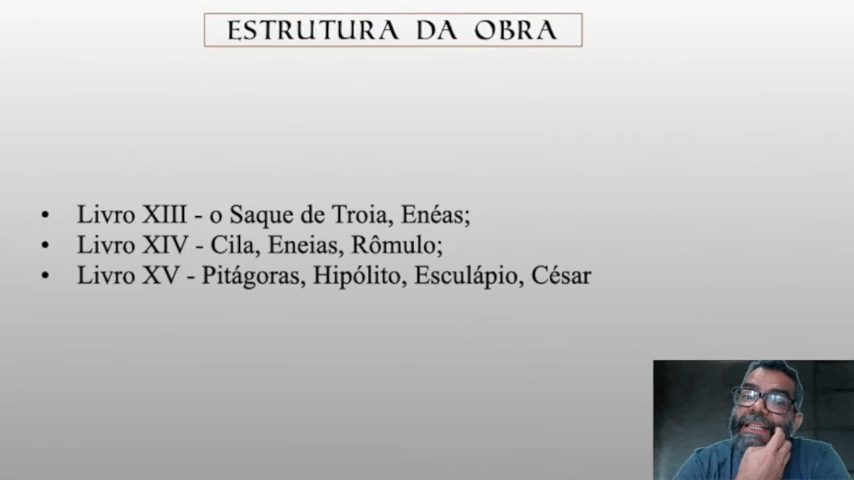 ESTRUTURA DA OBRA
• Livro XIII - o Saque de Troia, Enéas;
• Livro XIV - Cila, Eneias, Rômulo;
• Livro XV - Pitágoras, Hipólito, Esculápio, César